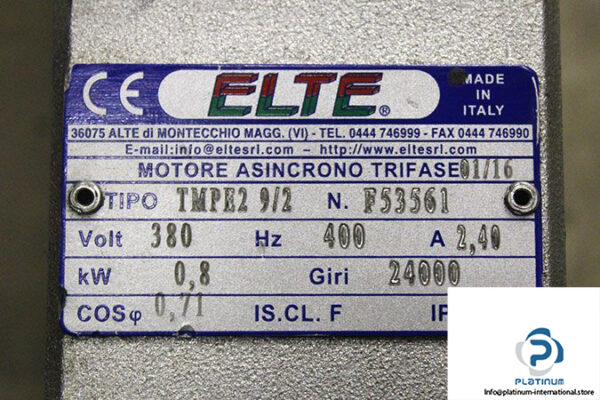 CE ELTE ® MADE IN ITALY
36075 ALTE di MONTECCHIO MAGG. (VI) - TEL. 0444 746999 - FAX 0444 746990
E-mail:info@eltesrl.com - http://www.eltesrl.com
MOTORE ASINCRONO TRIFASE 01/16
TIPO TMPE2 9/2 N. F53561
Volt 380 Hz 400 A 2,40
kW 0,8 Giri 24000
COSφ 0,71 IS.CL. F
PLATINUM
Info@platinum-international.store